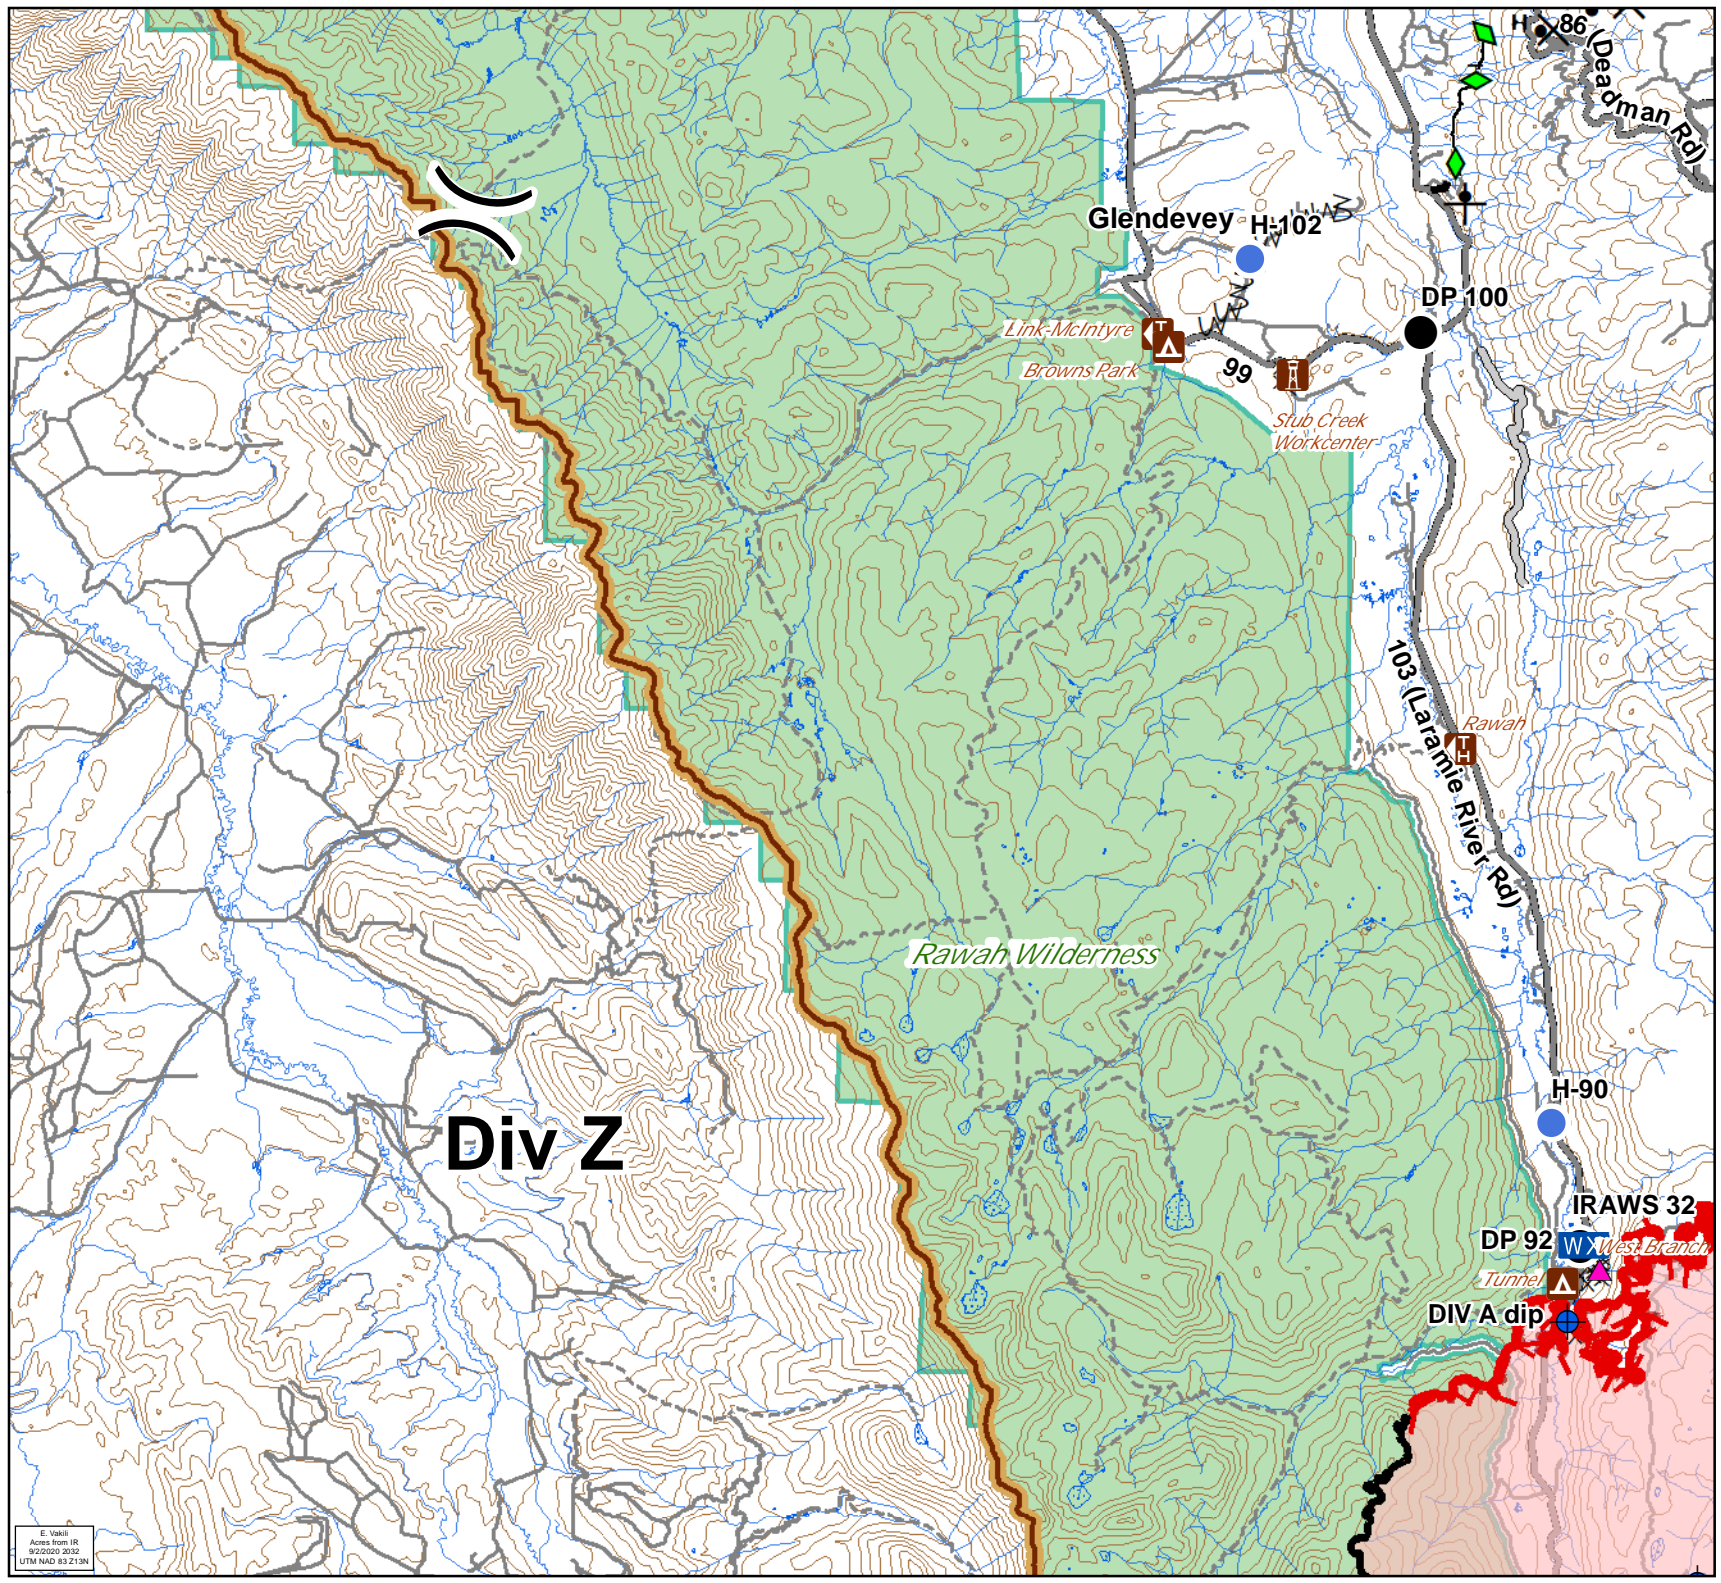 H
86 (Deadman Rd)
Glendevey
H-102
DP 100
Link-McIntyre
T
Browns Park
99
Stub Creek
Workcenter
103 (Laramie River Rd)
Rawah
T
H
Rawah Wilderness
H-90
Div Z
IRAWS 32
DP 92
WX
West Branch
Tunnel
DIV A dip
E. Vakili
Acres from IR
9/2/2020 2032
UTM NAD 83 Z13N